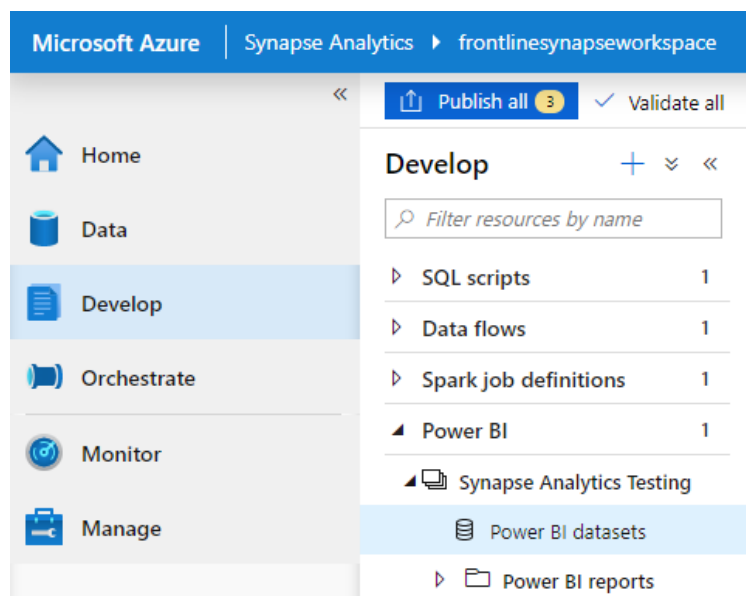 Microsoft Azure Synapse Analytics frontlinesynapseworkspace
Publish all 3 Validate all
Home
Data
Develop
Orchestrate
Monitor
Manage
Develop
Filter resources by name
SQL scripts 1
Data flows 1
Spark job definitions 1
Power BI 1
Synapse Analytics Testing
Power BI datasets
Power BI reports